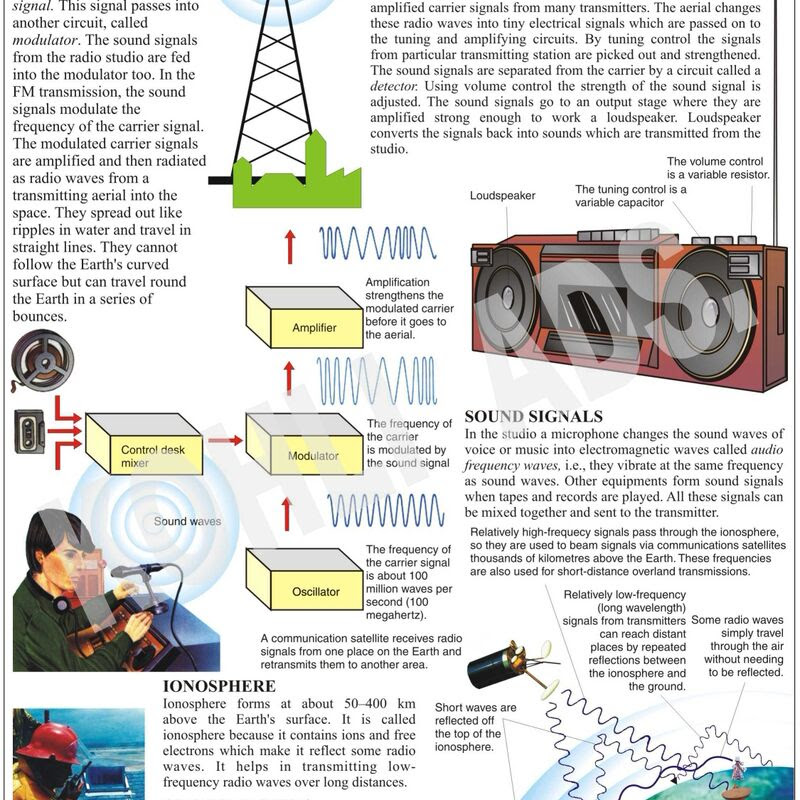 signal. This signal passes into
another circuit, called
modulator. The sound signals
from the radio studio are fed
into the modulator too. In the
FM transmission, the sound
signals modulate the
frequency of the carrier signal.
The modulated carrier signals
are amplified and then radiated
as radio waves from a
transmitting aerial into the
space. They spread out like
ripples in water and travel in
straight lines. They cannot
follow the Earth's curved
surface but can travel round
the Earth in a series of
bounces.
amplified carrier signals from many transmitters. The aerial changes
these radio waves into tiny electrical signals which are passed on to
the tuning and amplifying circuits. By tuning control the signals
from particular transmitting station are picked out and strengthened.
The sound signals are separated from the carrier by a circuit called a
detector. Using volume control the strength of the sound signal is
adjusted. The sound signals go to an output stage where they are
amplified strong enough to work a loudspeaker. Loudspeaker
converts the signals back into sounds which are transmitted from the
studio.
The volume control
is a variable resistor.
The tuning control is a
variable capacitor
Loudspeaker
Amplification
strengthens the
modulated carrier
before it goes to
the aerial.
Amplifier
The frequency of
the carrier
is modulated by
the sound signal
Control desk
mixer
Modulator
Sound waves
The frequency of
the carrier signal
is about 100
million waves per
second (100
megahertz).
Oscillator
A communication satellite receives radio
signals from one place on the Earth and
retransmits them to another area.
SOUND SIGNALS
In the studio a microphone changes the sound waves of
voice or music into electromagnetic waves called audio
frequency waves, i.e., they vibrate at the same frequency
as sound waves. Other equipments form sound signals
when tapes and records are played. All these signals can
be mixed together and sent to the transmitter.
Relatively high-frequecy signals pass through the ionosphere,
so they are used to beam signals via communications satellites
thousands of kilometres above the Earth. These frequencies
are also used for short-distance overland transmissions.
Relatively low-frequency
(long wavelength)
signals from transmitters
can reach distant
places by repeated
reflections between
the ionosphere and
the ground.
Some radio waves
simply travel
through the air
without needing
to be reflected.
Short waves are
reflected off
the top of the
ionosphere.
IONOSPHERE
Ionosphere forms at about 50–400 km
above the Earth's surface. It is called
ionosphere because it contains ions and free
electrons which make it reflect some radio
waves. It helps in transmitting low-
frequency radio waves over long distances.